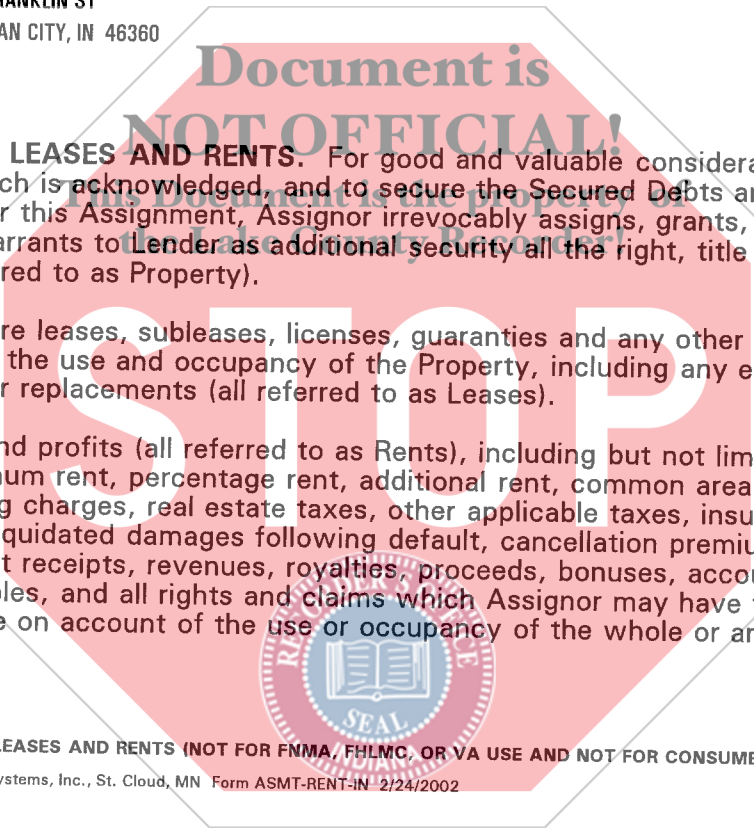 HANKLIN ST
AN CITY, IN 46360
Document is
NOT OFFICIAL!
This Document is the property of
the Lake County Recorder!
LEASES AND RENTS. For good and valuable considera
ch is acknowledged, and to secure the Secured Debts an
r this Assignment, Assignor irrevocably assigns, grants,
arrants to Lender as additional security all the right, title
red to as Property).
re leases, subleases, licenses, guaranties and any other
the use and occupancy of the Property, including any e
r replacements (all referred to as Leases).
STOP
nd profits (all referred to as Rents), including but not lim
num rent, percentage rent, additional rent, common area
g charges, real estate taxes, other applicable taxes, insu
quidated damages following default, cancellation premiu
t receipts, revenues, royalties, proceeds, bonuses, accou
les, and all rights and claims which Assignor may have t
e on account of the use or occupancy of the whole or an
RECORDER'S OFFICE
SEAL
INDIANA
LEASES AND RENTS (NOT FOR FNMA, FHLMC, OR VA USE AND NOT FOR CONSUME
ystems, Inc., St. Cloud, MN Form ASMT-RENT-IN 2/24/2002